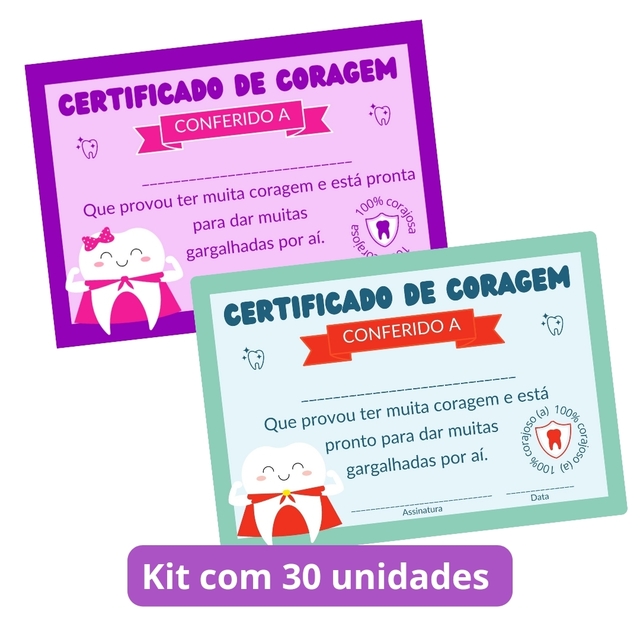 CERTIFICADO DE CORAGEM
CONFERIDO A
Que provou ter muita coragem e está pronta
para dar muitas
gargalhadas por aí.
100% corajosa
CERTIFICADO DE CORAGEM
CONFERIDO A
Que provou ter muita coragem e está
pronto para dar muitas
gargalhadas por aí.
100% corajoso (a) 100% corajoso (a)
Assinatura
Data
Kit com 30 unidades